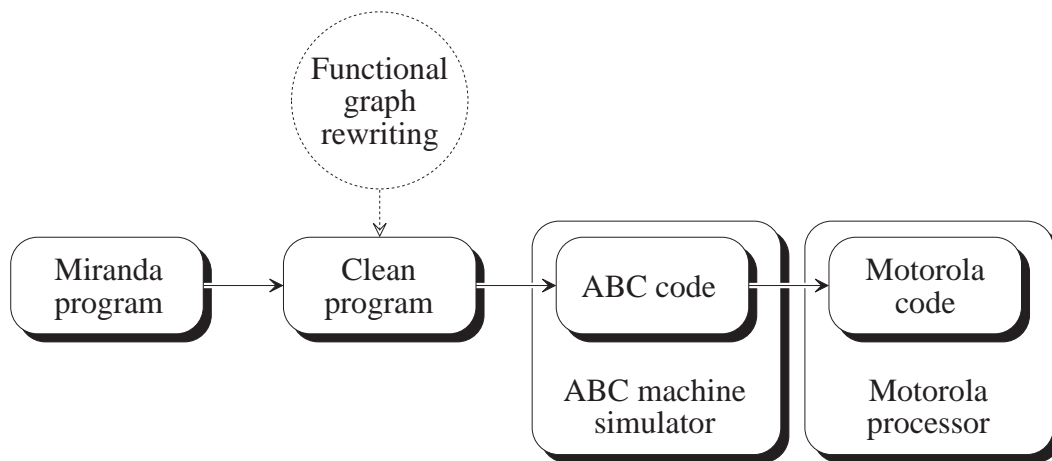 Functional
graph
rewriting
Miranda
program
Clean
program
ABC code
Motorola
code
ABC machine
simulator
Motorola
processor